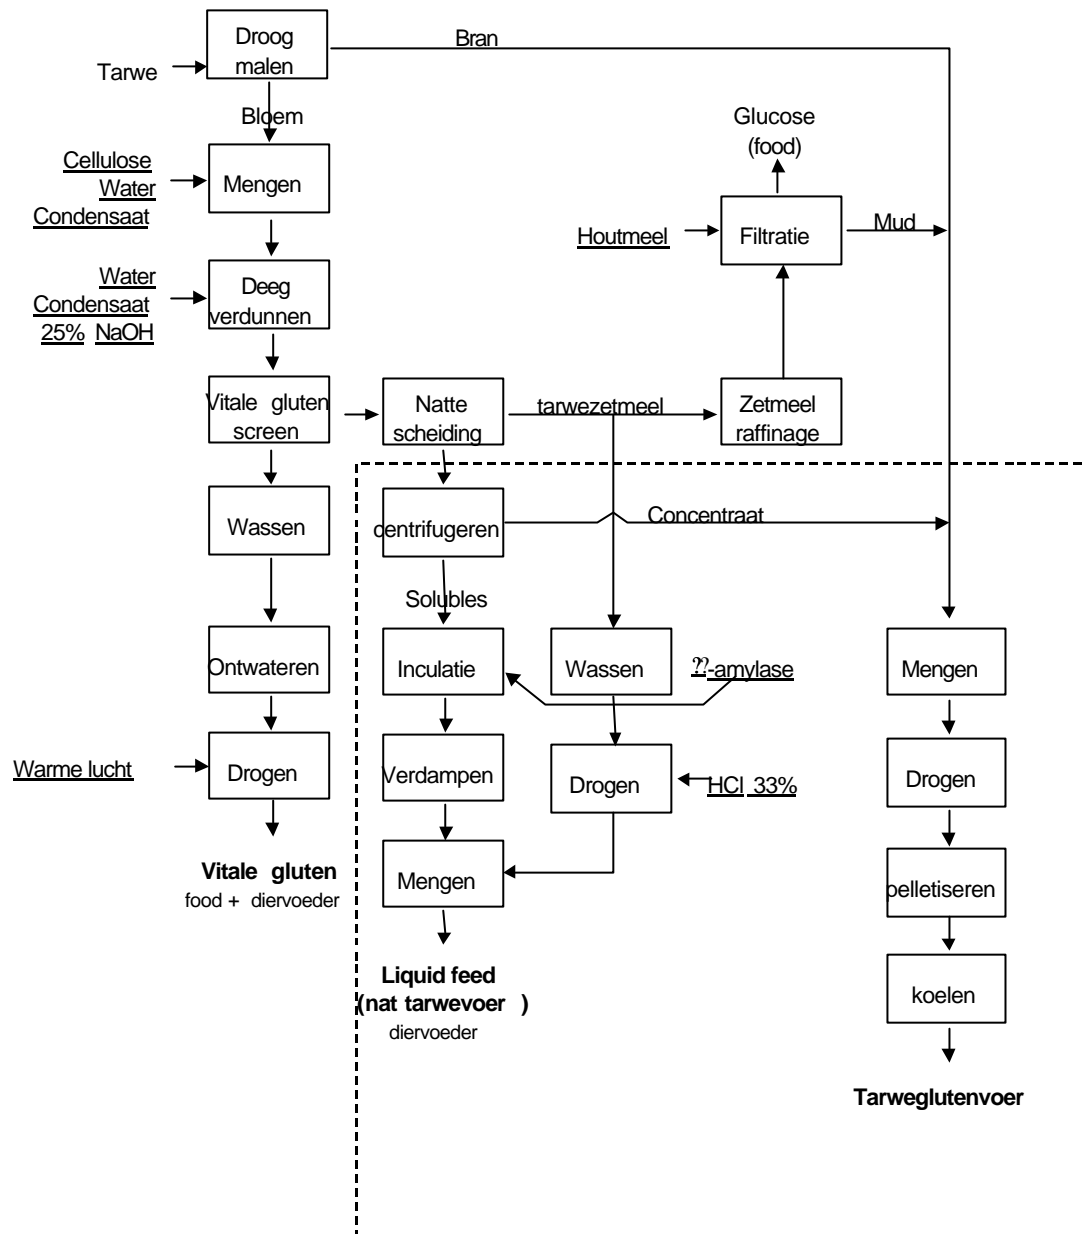 Droog
malen
Bran
Tarwe
Bloem
Glucose
(food)
Cellulose
Water
Condensaat
Mengen
Houtmeel
Filtratie
Mud
Water
Condensaat
25% NaOH
Deeg
verdunnen
Vitale gluten
screen
Natte
scheiding
tarwezetmeel
Zetmeel
raffinage
Wassen
centrifugeren
Concentraat
Solubles
Ontwateren
Inculatie
Wassen
??-amylase
Mengen
Warme lucht
Drogen
Verdampen
Drogen
HCl 33%
Drogen
Vitale gluten
food + diervoeder
Mengen
pelletiseren
Liquid feed
(nat tarwevoer )
diervoeder
koelen
Tarweglutenvoer